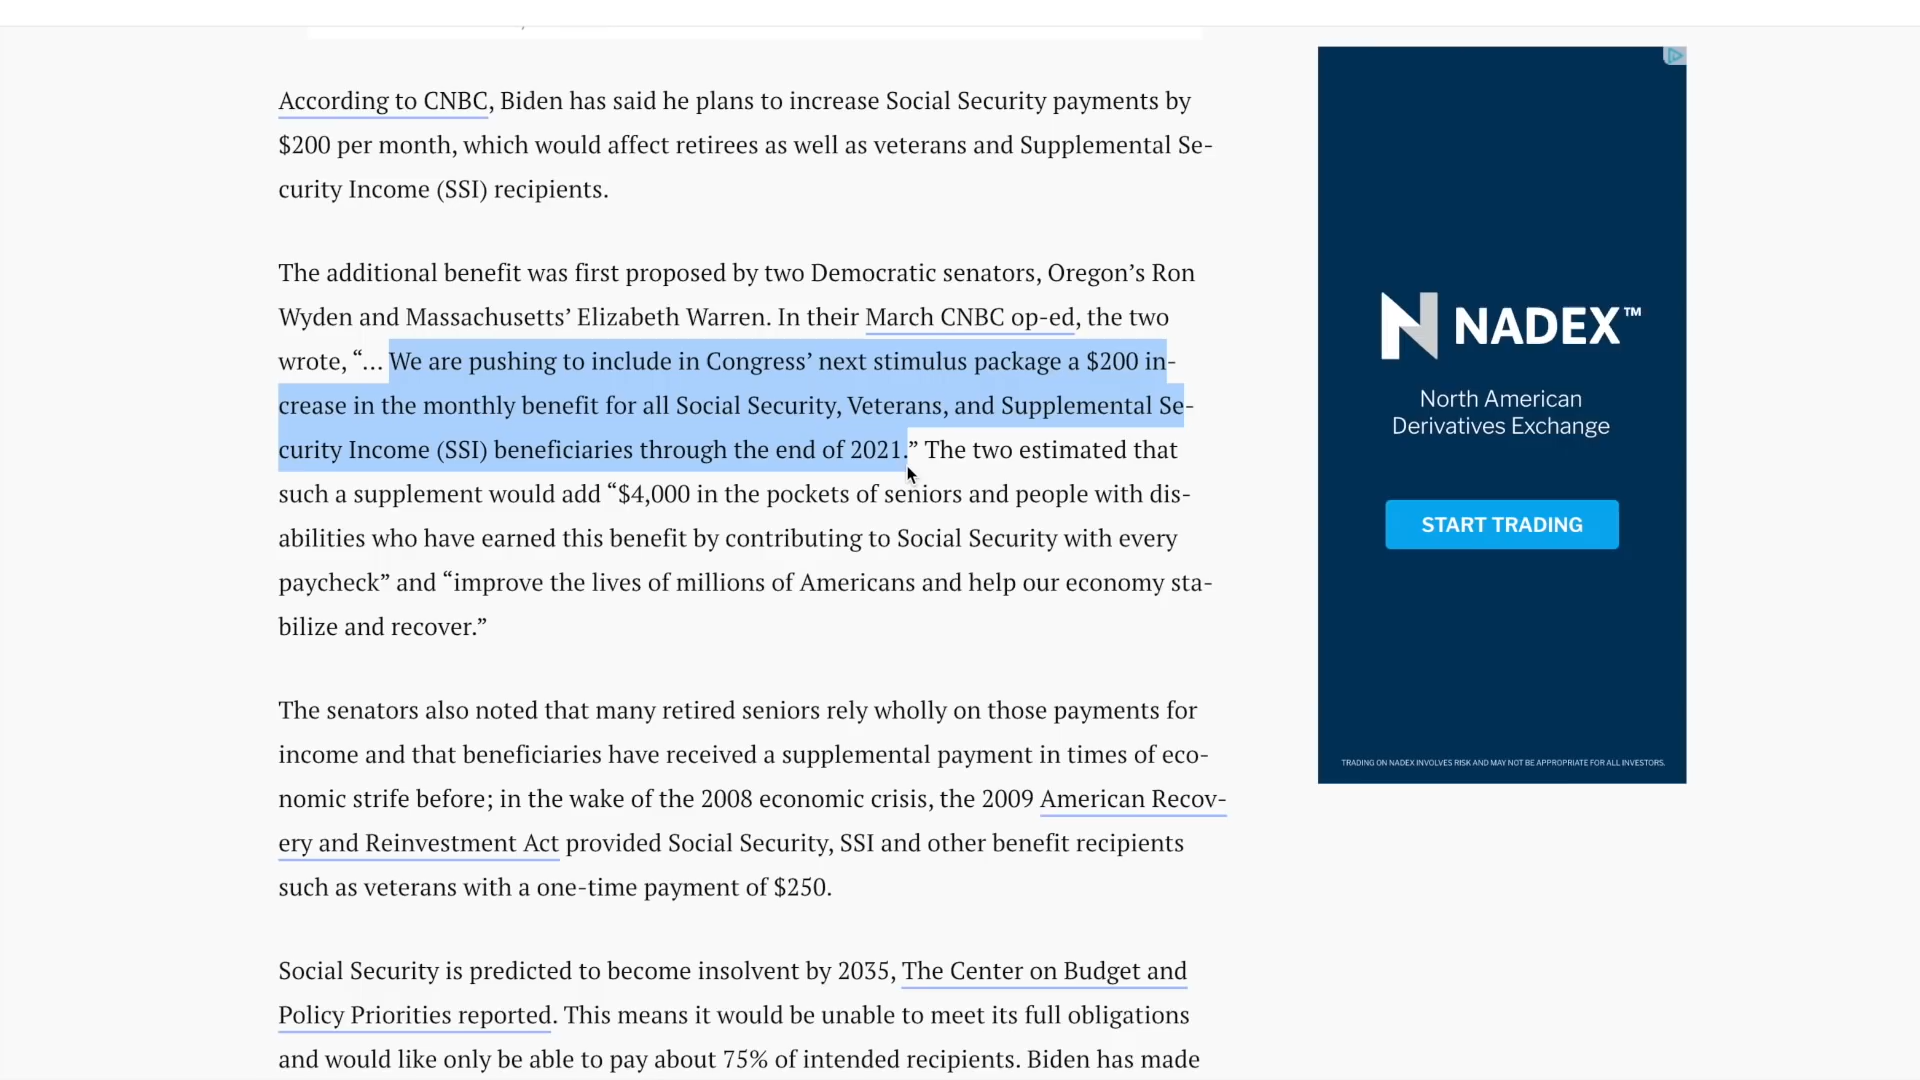 According to CNBC, Biden has said he plans to increase Social Security payments by
$200 per month, which would affect retirees as well as veterans and Supplemental Se-
curity Income (SSI) recipients.
The additional benefit was first proposed by two Democratic senators, Oregon’s Ron
Wyden and Massachusetts’ Elizabeth Warren. In their March CNBC op-ed, the two
wrote, “… We are pushing to include in Congress’ next stimulus package a $200 in-
crease in the monthly benefit for all Social Security, Veterans, and Supplemental Se-
curity Income (SSI) beneficiaries through the end of 2021.” The two estimated that
such a supplement would add “$4,000 in the pockets of seniors and people with dis-
abilities who have earned this benefit by contributing to Social Security with every
paycheck” and “improve the lives of millions of Americans and help our economy sta-
bilize and recover.”
The senators also noted that many retired seniors rely wholly on those payments for
income and that beneficiaries have received a supplemental payment in times of eco-
nomic strife before; in the wake of the 2008 economic crisis, the 2009 American Recov-
ery and Reinvestment Act provided Social Security, SSI and other benefit recipients
such as veterans with a one-time payment of $250.
Social Security is predicted to become insolvent by 2035, The Center on Budget and
Policy Priorities reported. This means it would be unable to meet its full obligations
and would like only be able to pay about 75% of intended recipients. Biden has made
NADEX™
North American
Derivatives Exchange
START TRADING
TRADING ON NADEX INVOLVES RISK AND MAY NOT BE APPROPRIATE FOR ALL INVESTORS.